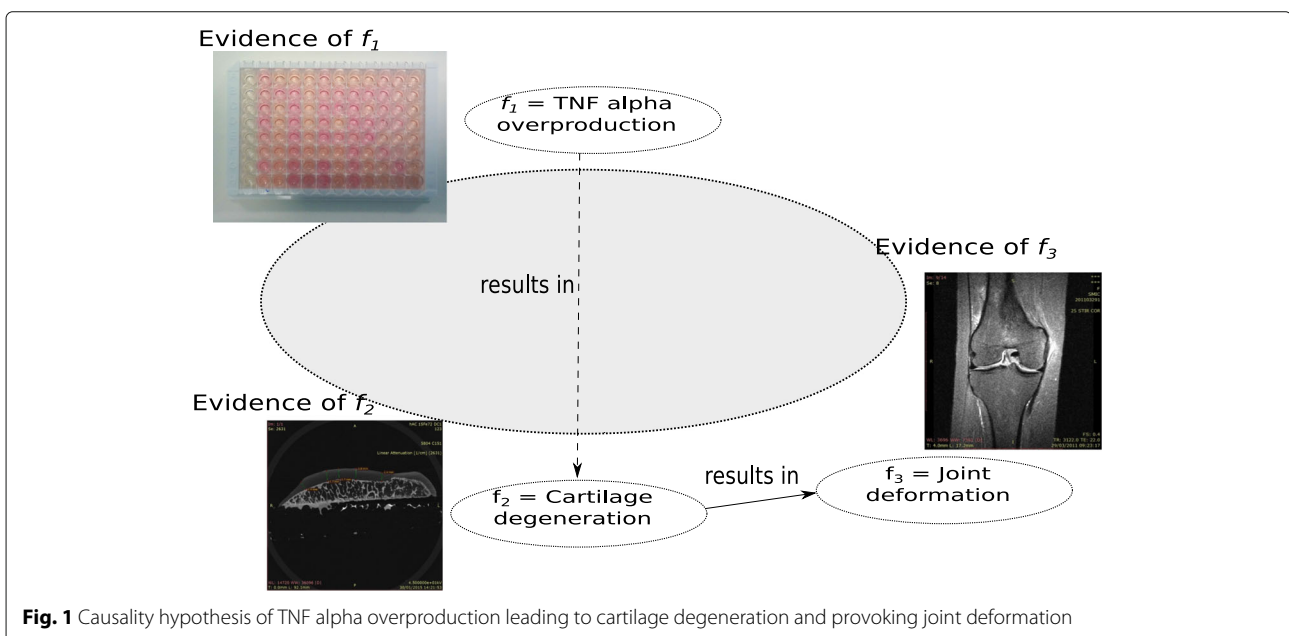 Evidence of f1
f1 = TNF alpha
overproduction
results in
Evidence of f3
Evidence of f2
results in
f2 = Cartilage
degeneration
f3 = Joint
deformation
Fig. 1 Causality hypothesis of TNF alpha overproduction leading to cartilage degeneration and provoking joint deformation